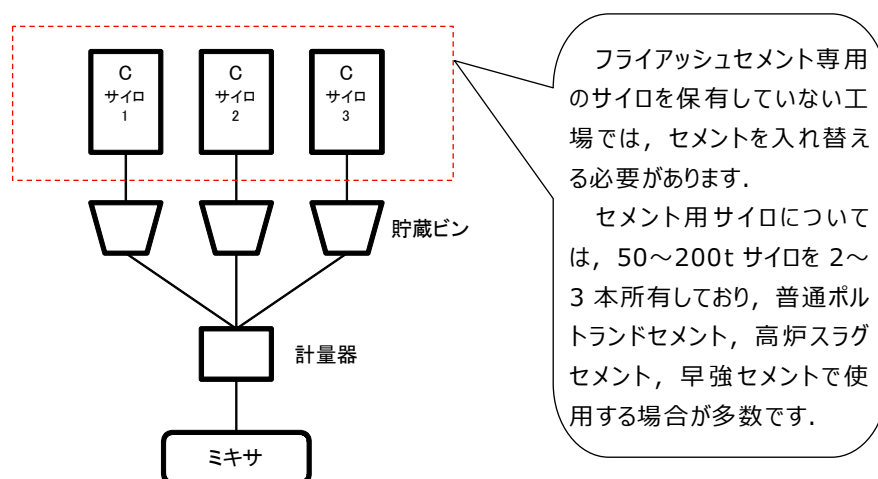 C
サイロ
1
C
サイロ
2
C
サイロ
3
貯蔵ビン
計量器
ミキサ
フライアッシュセメント専用
のサイロを保有していない工
場では，セメントを入れ替え
る必要があります．
セメント用サイロについて
は，50～200t サイロを 2～
3 本所有しており，普通ポル
トランドセメント，高炉スラグ
セメント，早強セメントで使
用する場合が多数です．